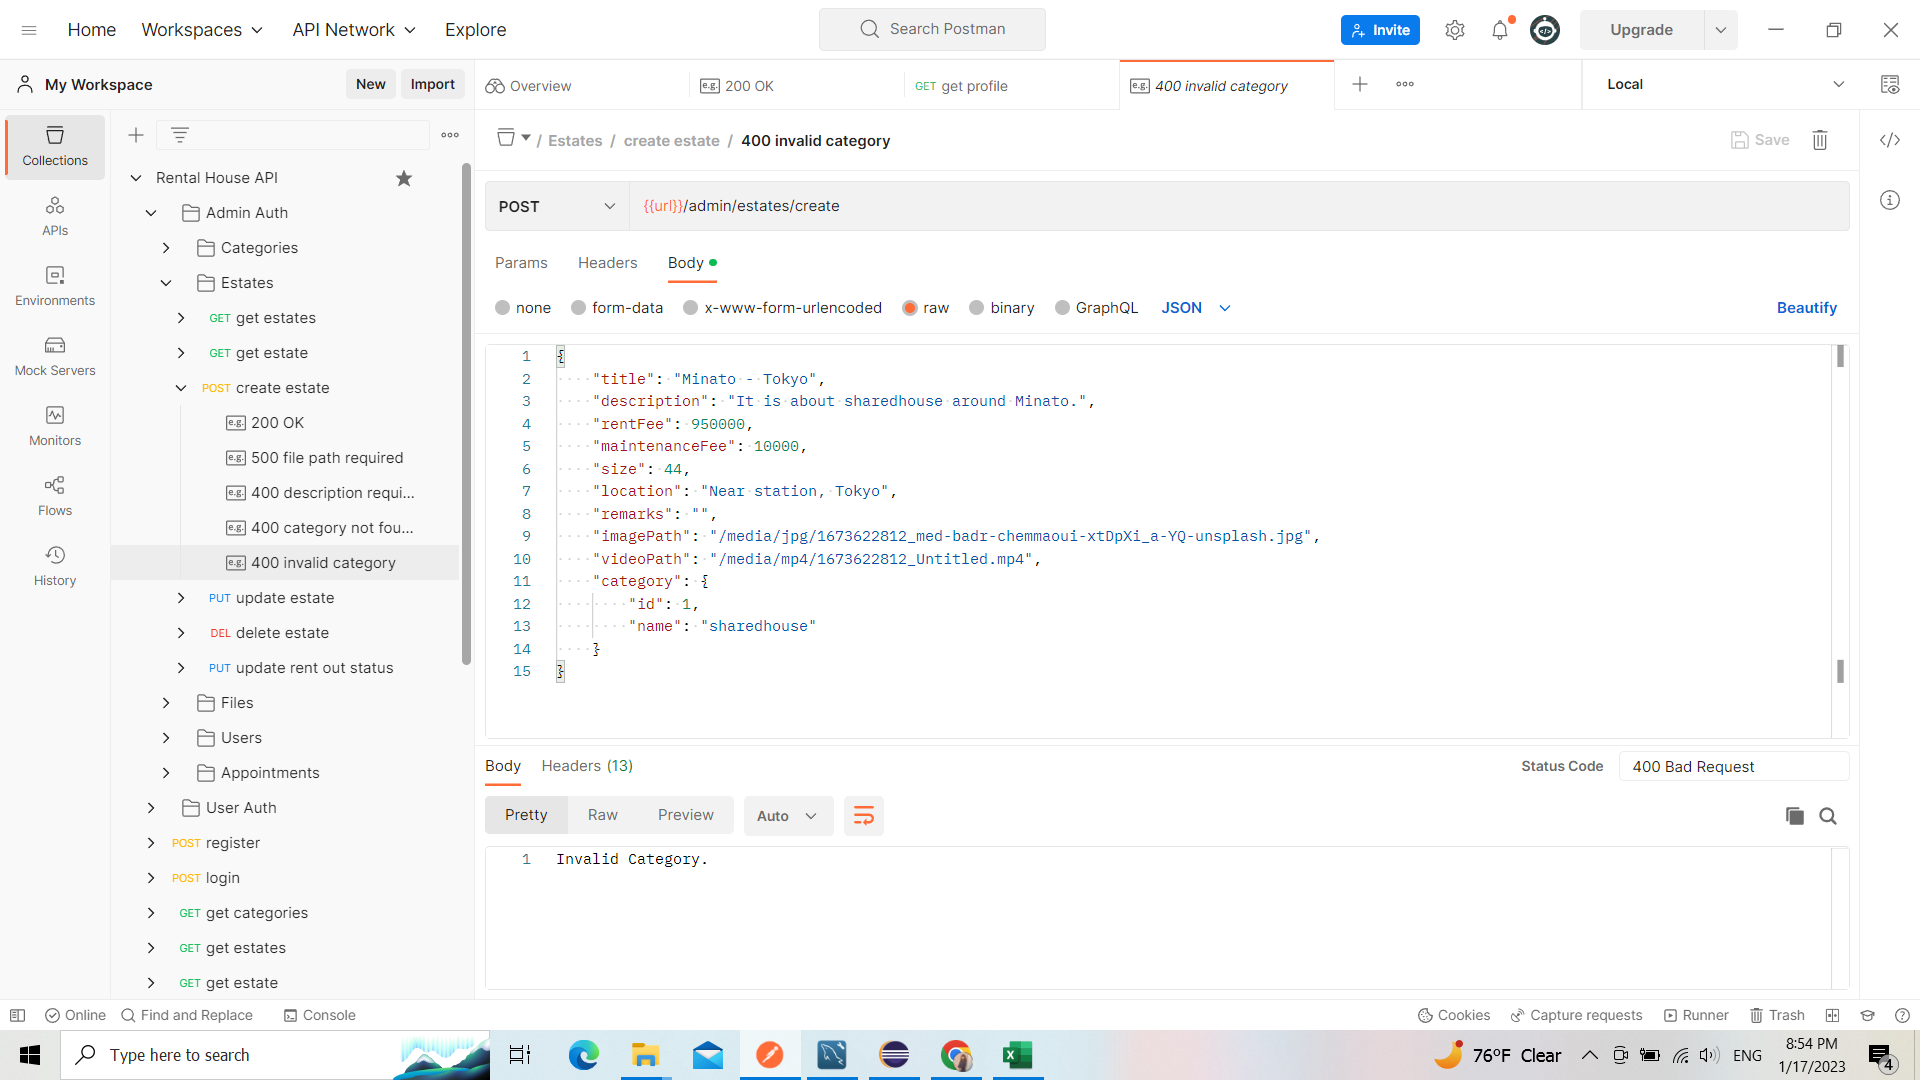 Home
Workspaces
API Network
Explore
Search Postman
Invite
Upgrade
My Workspace
New
Import
Overview
e.g. 200 OK
GET get profile
e.g. 400 invalid category
Local
Collections
APIs
Environments
Mock Servers
Monitors
Flows
History
Rental House API
Admin Auth
Categories
Estates
GET get estates
GET get estate
POST create estate
e.g. 200 OK
e.g. 500 file path required
e.g. 400 description requi...
e.g. 400 category not fou...
e.g. 400 invalid category
PUT update estate
DEL delete estate
PUT update rent out status
Files
Users
Appointments
User Auth
POST register
POST login
GET get categories
GET get estates
GET get estate
/ Estates / create estate / 400 invalid category
Save
POST
{{url}}/admin/estates/create
Params
Headers
Body
none
form-data
x-www-form-urlencoded
raw
binary
GraphQL
JSON
Beautify
1 {
2 "title": "Minato - Tokyo",
3 "description": "It is about sharedhouse around Minato.",
4 "rentFee": 950000,
5 "maintenanceFee": 10000,
6 "size": 44,
7 "location": "Near station, Tokyo",
8 "remarks": "",
9 "imagePath": "/media/jpg/1673622812_med-badr-chemmaoui-xtDpXi_a-YQ-unsplash.jpg",
10 "videoPath": "/media/mp4/1673622812_Untitled.mp4",
11 "category": {
12 "id": 1,
13 "name": "sharedhouse"
14 }
15 }
Body
Headers (13)
Status Code
400 Bad Request
Pretty
Raw
Preview
Auto
1 Invalid Category.
Online
Find and Replace
Console
Cookies
Capture requests
Runner
Trash
Type here to search
76°F Clear
ENG
8:54 PM
1/17/2023
4